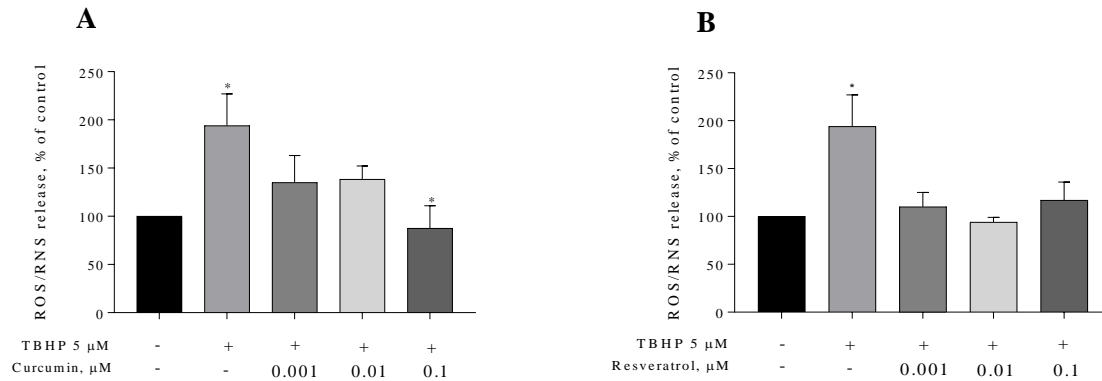 A
ROS/RNS release, % of control
250
200
150
100
50
0
*
*
TBHP 5 µM - + + + +
Curcumin, µM - - 0.001 0.01 0.1
B
ROS/RNS release, % of control
250
200
150
100
50
0
*
TBHP 5 µM - + + + +
Resveratrol, µM - - 0.001 0.01 0.1